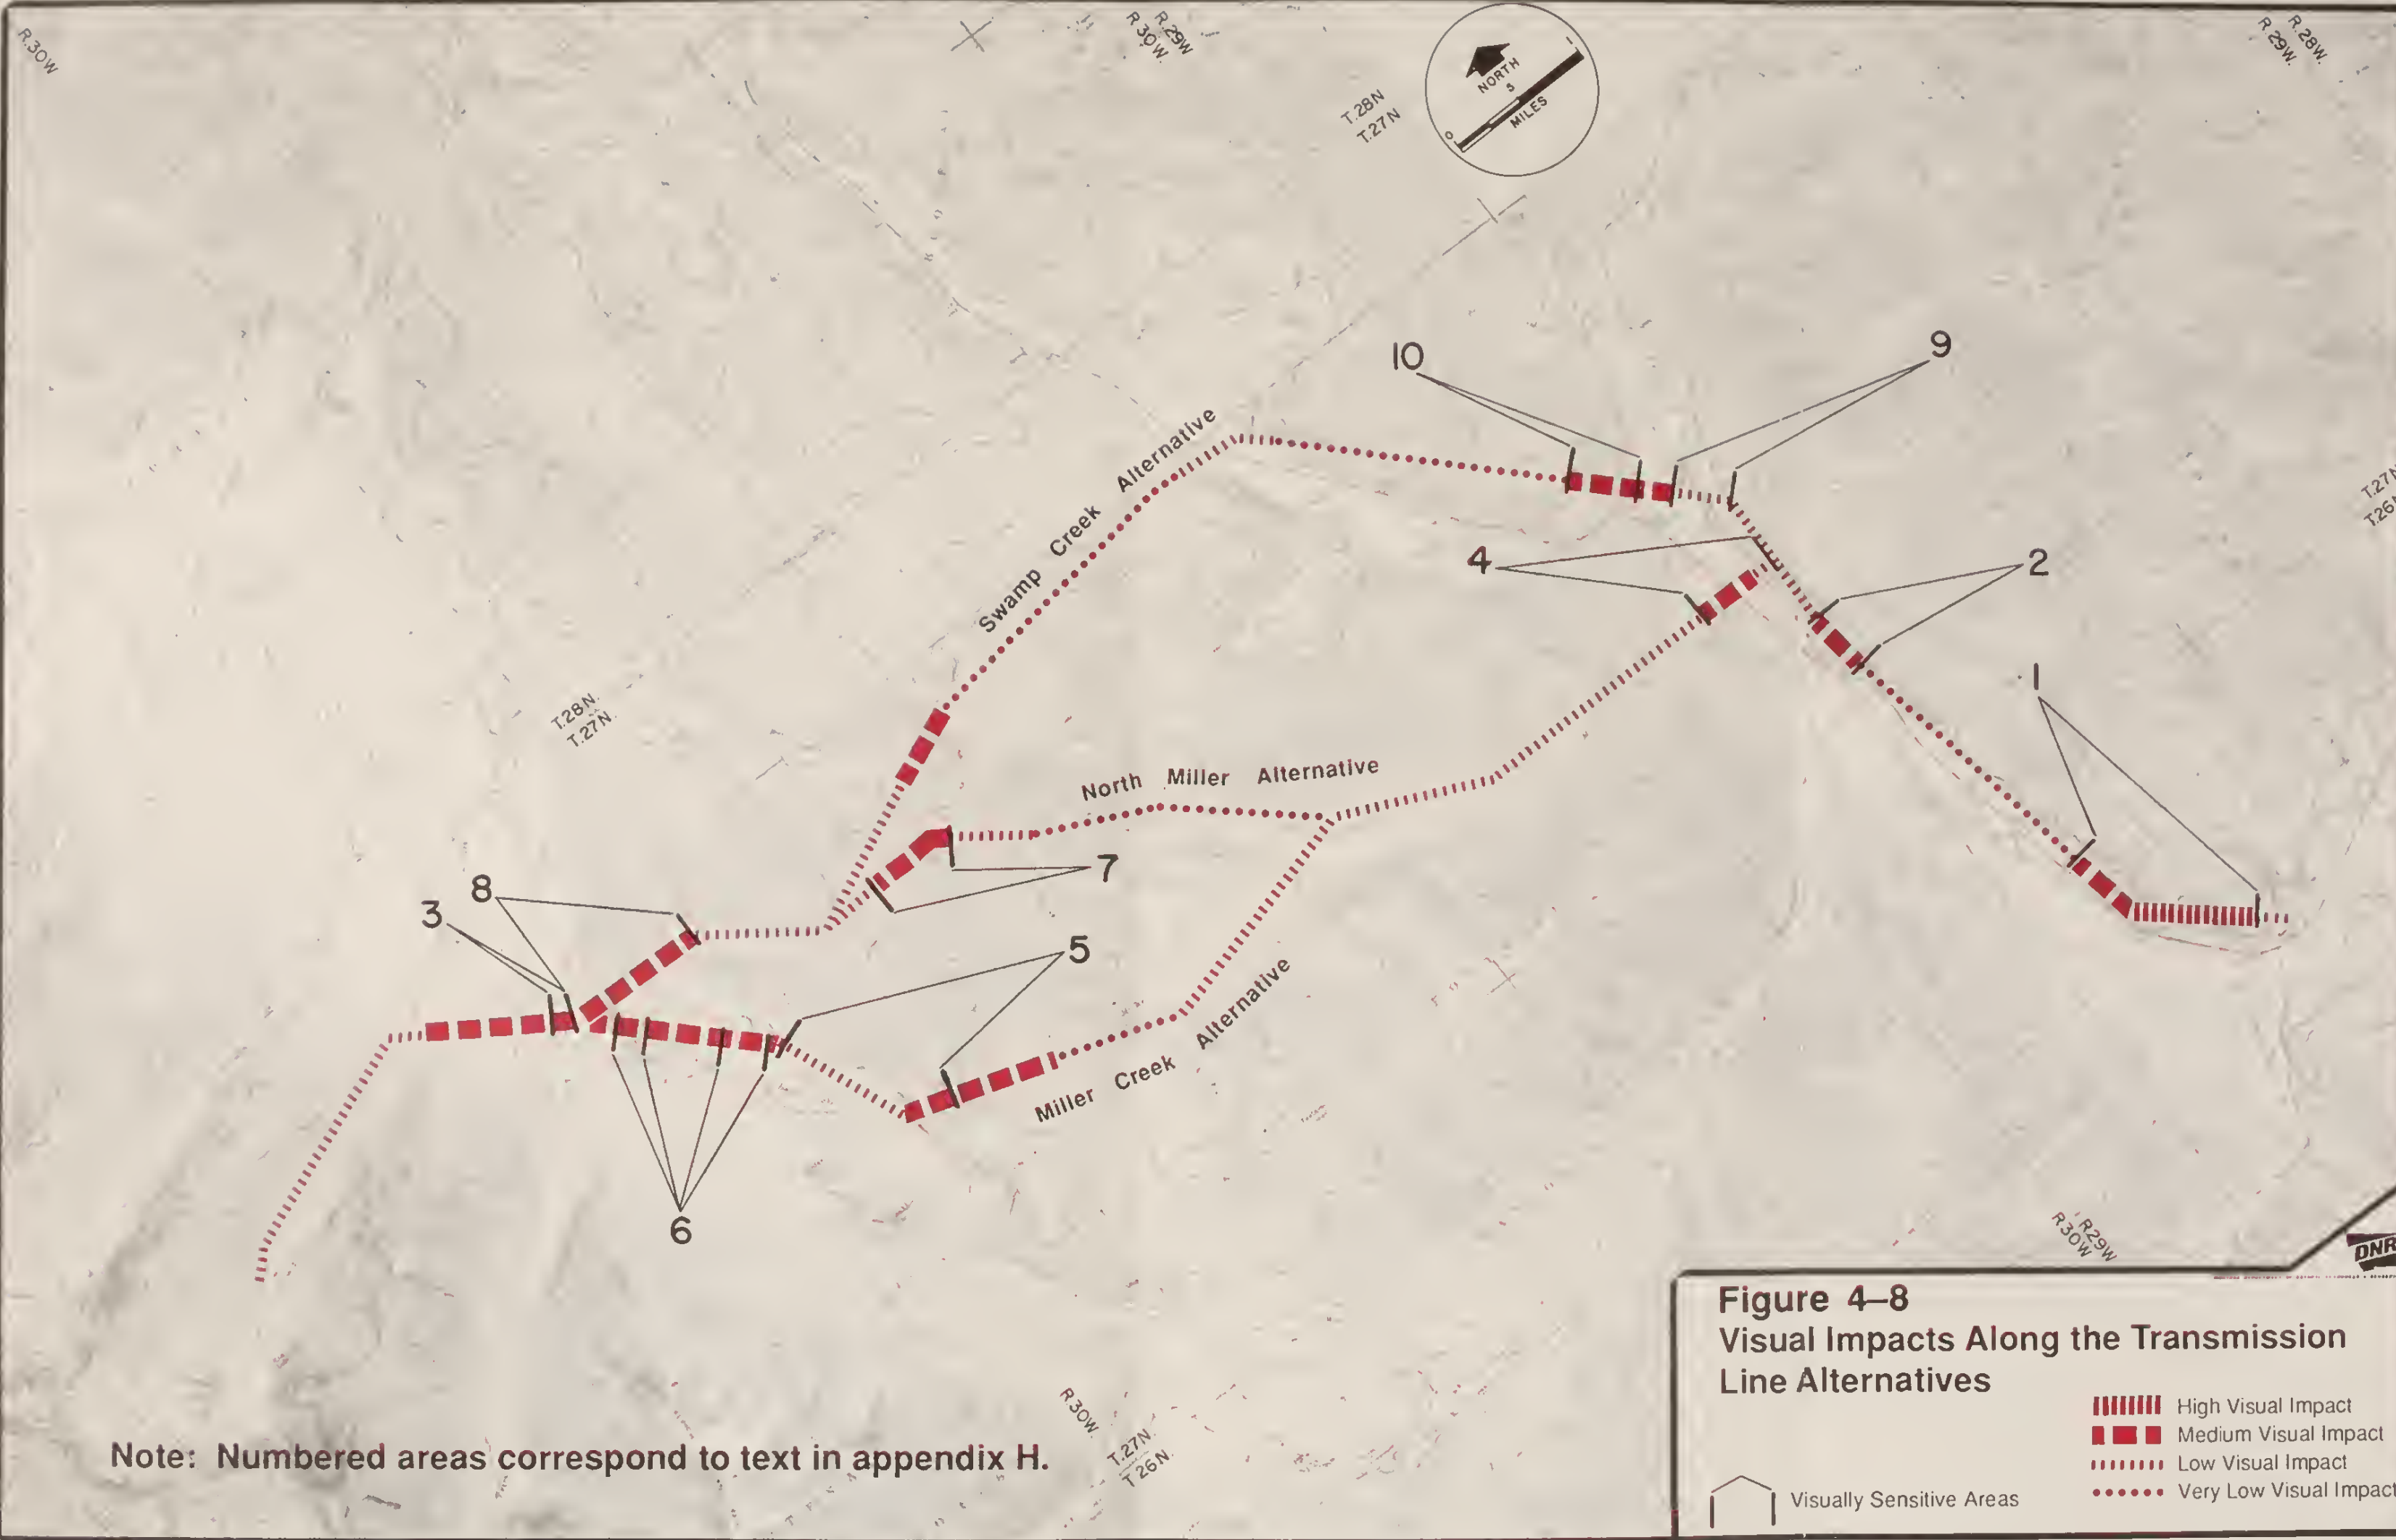 R.30W
R.29W.
R 30W.
R.28W.
R.29W.
T.28N
T.27N
NORTH
0 5
MILES
10
9
Swamp Creek Alternative
4
2
T.28N.
T.27N.
1
North Miller Alternative
7
8
3
5
Miller Creek Alternative
6
R29W
R30W
DNR
Figure 4–8
Visual Impacts Along the Transmission
Line Alternatives
High Visual Impact
Medium Visual Impact
Low Visual Impact
Very Low Visual Impact
Visually Sensitive Areas
R30W.
T.27N.
T 26N.
Note: Numbered areas correspond to text in appendix H.